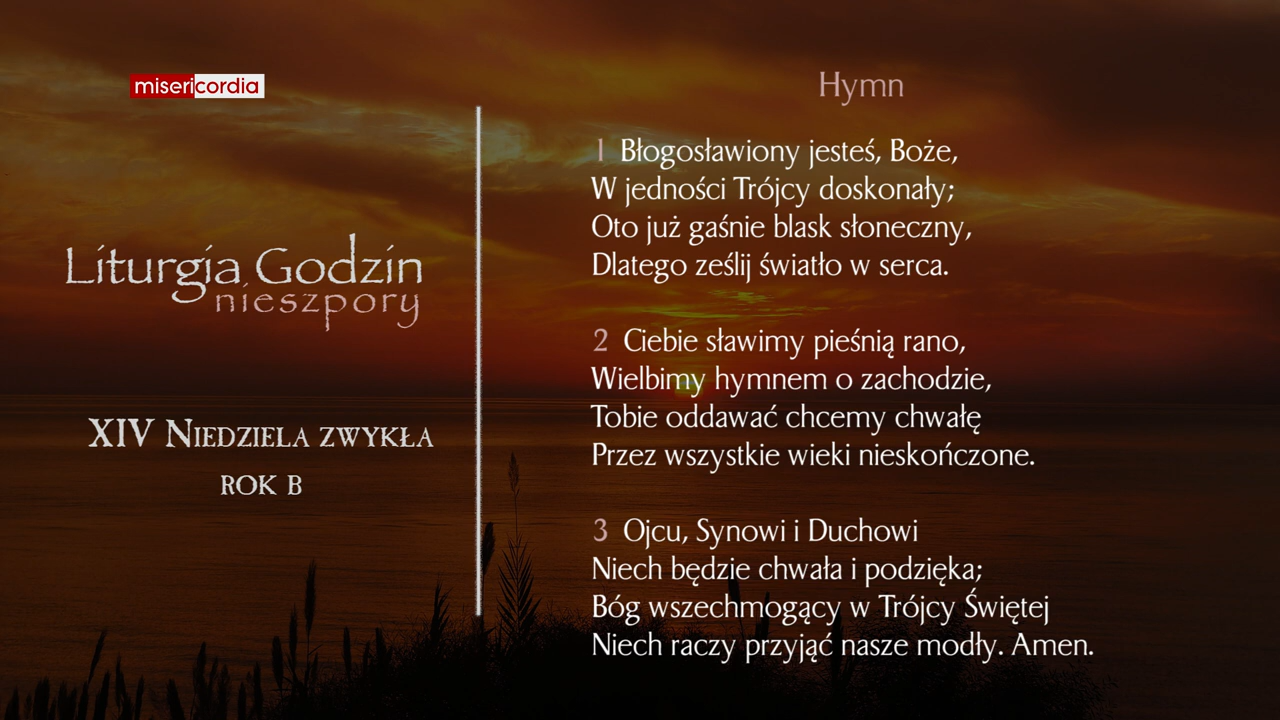 misericordia
Liturgia Godzin
nieszpory
XIV Niedziela zwykła
rok B
Hymn
1 Błogosławiony jesteś, Boże,
W jedności Trójcy doskonały;
Oto już gaśnie blask słoneczny,
Dlatego ześlij światło w serca.
2 Ciebie sławimy pieśnią rano,
Wielbimy hymnem o zachodzie,
Tobie oddawać chcemy chwałę
Przez wszystkie wieki nieskończone.
3 Ojcu, Synowi i Duchowi
Niech będzie chwała i podzięka;
Bóg wszechmogący w Trójcy Świętej
Niech raczy przyjąć nasze modły. Amen.